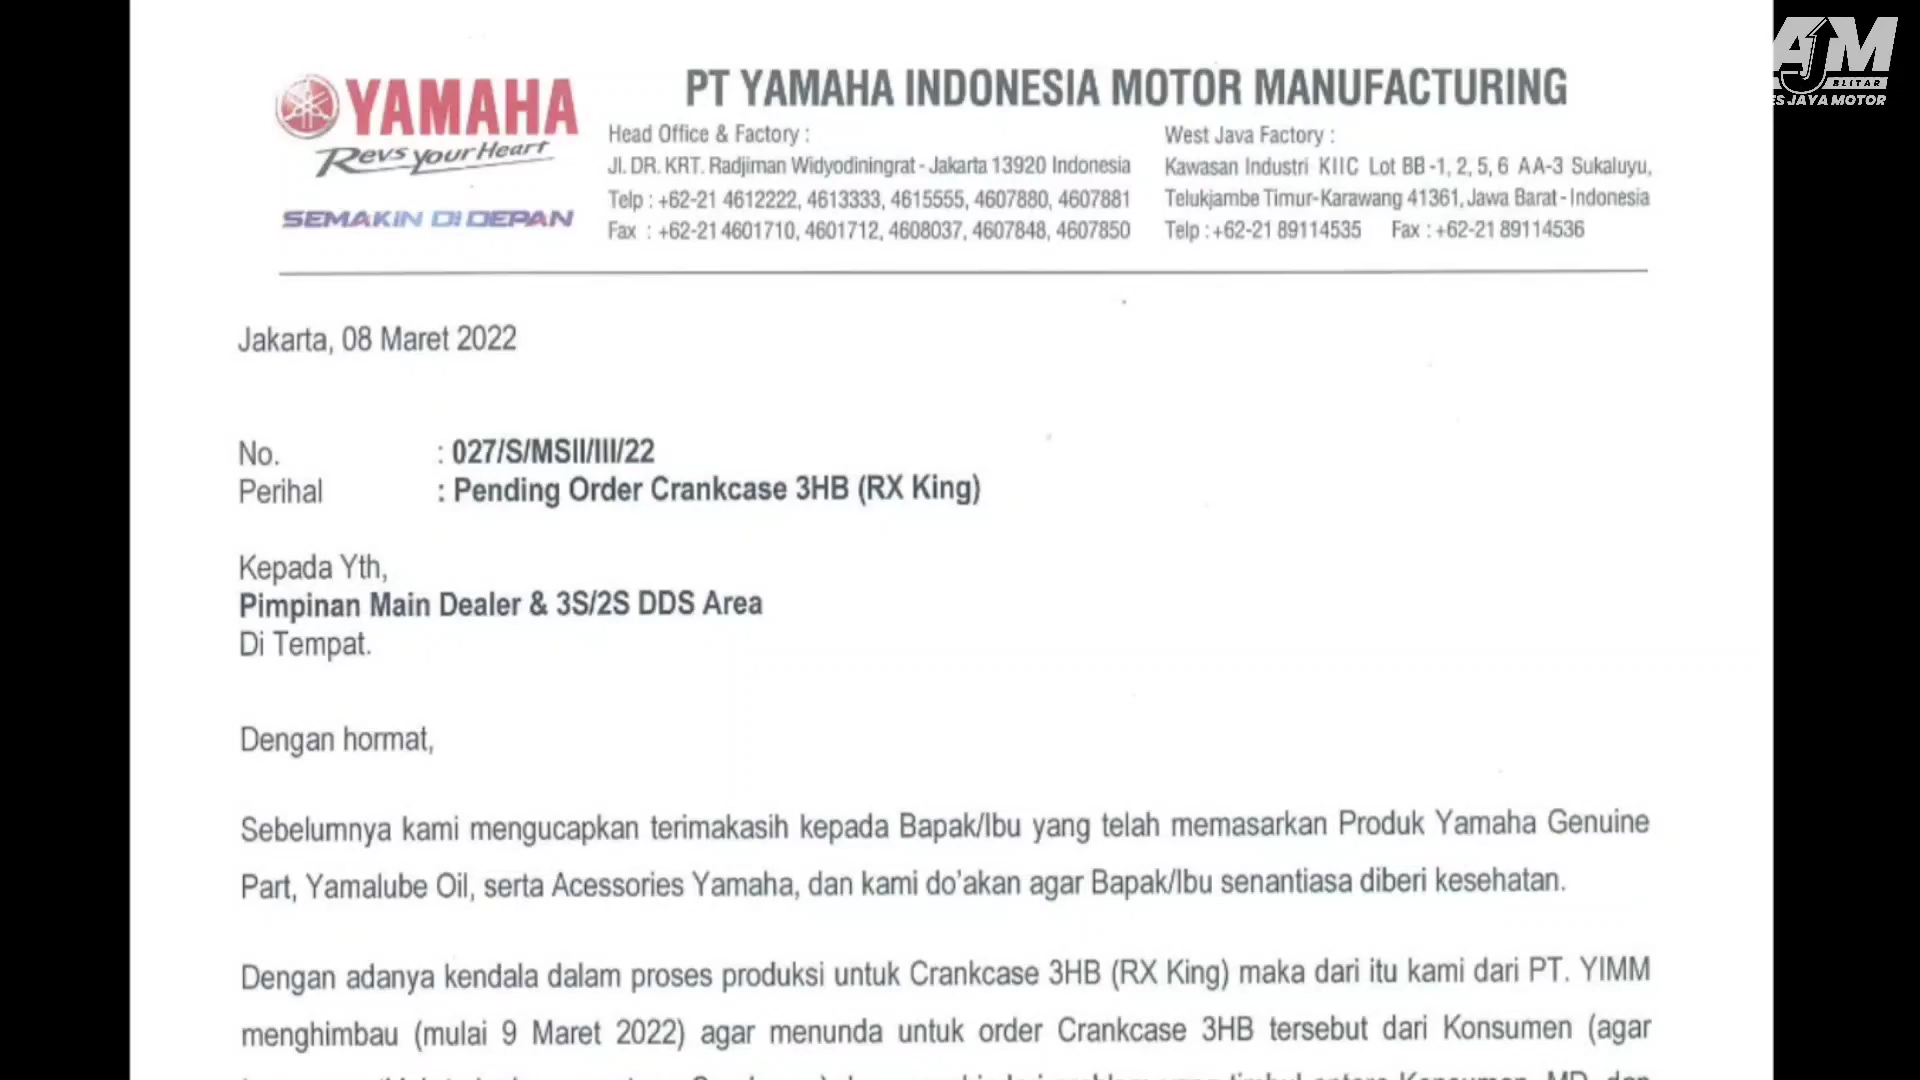 AJM
BLITAR
ES JAYA MOTOR
YAMAHA
Revs Your Heart
SEMAKIN DI DEPAN
PT YAMAHA INDONESIA MOTOR MANUFACTURING
Head Office & Factory :
Jl. DR. KRT. Radjiman Widyodiningrat - Jakarta 13920 Indonesia
Telp : +62-21 4612222, 4613333, 4615555, 4607880, 4607881
Fax : +62-21 4601710, 4601712, 4608037, 4607848, 4607850
West Java Factory :
Kawasan Industri KIIC Lot BB -1, 2, 5, 6 AA-3 Sukaluyu,
Telukjambe Timur-Karawang 41361, Jawa Barat - Indonesia
Telp : +62-21 89114535 Fax : +62-21 89114536
Jakarta, 08 Maret 2022
No. : 027/S/MSII/III/22
Perihal : Pending Order Crankcase 3HB (RX King)
Kepada Yth,
Pimpinan Main Dealer & 3S/2S DDS Area
Di Tempat.
Dengan hormat,
Sebelumnya kami mengucapkan terimakasih kepada Bapak/Ibu yang telah memasarkan Produk Yamaha Genuine
Part, Yamalube Oil, serta Acessories Yamaha, dan kami do'akan agar Bapak/Ibu senantiasa diberi kesehatan.
Dengan adanya kendala dalam proses produksi untuk Crankcase 3HB (RX King) maka dari itu kami dari PT. YIMM
menghimbau (mulai 9 Maret 2022) agar menunda untuk order Crankcase 3HB tersebut dari Konsumen (agar